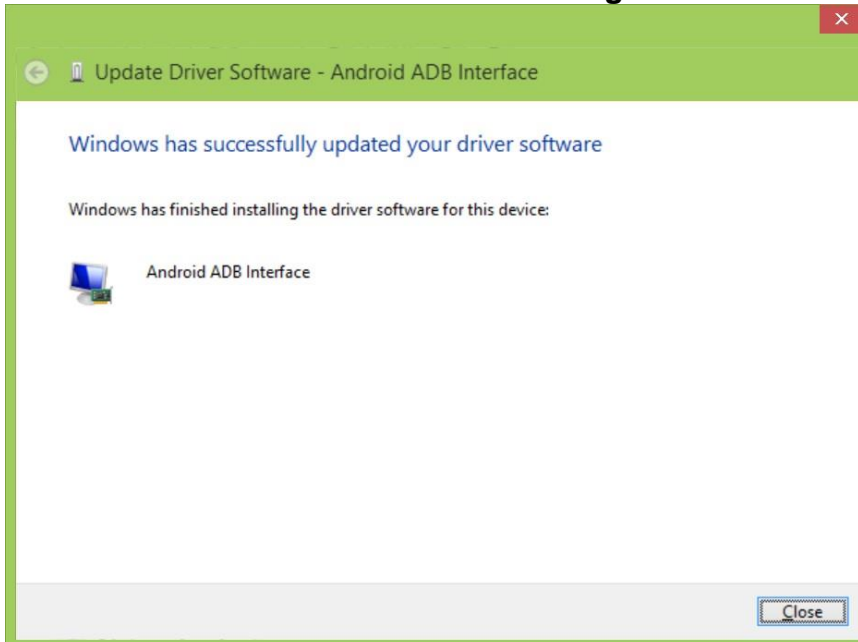 Update Driver Software - Android ADB Interface
Windows has successfully updated your driver software
Windows has finished installing the driver software for this device:
Android ADB Interface
Close